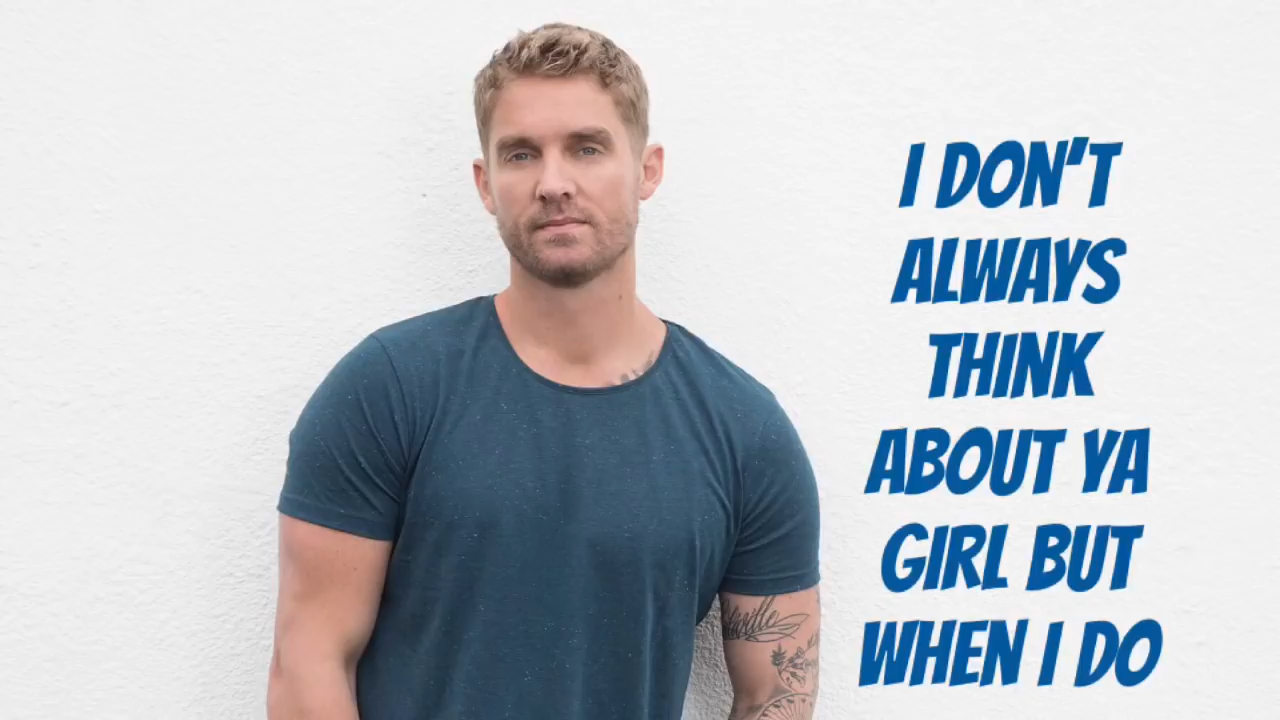 I DON'T
ALWAYS
THINK
ABOUT YA
GIRL BUT
WHEN I DO